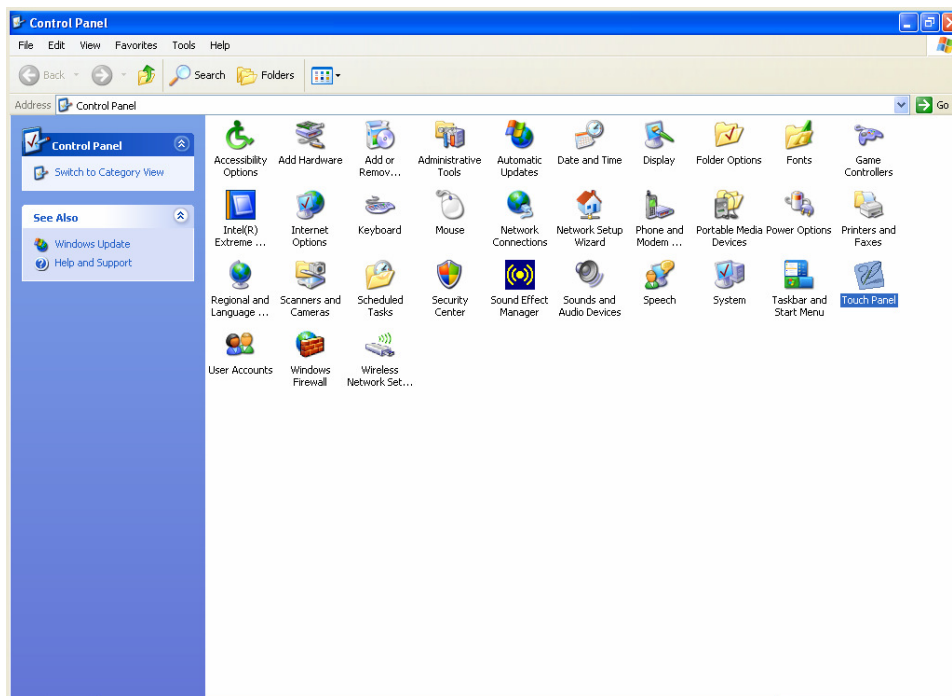 Control Panel
File Edit View Favorites Tools Help
Back Search Folders
Address Control Panel Go
Control Panel
Switch to Category View
See Also
Windows Update
Help and Support
Accessibility Options
Add Hardware
Add or Remov...
Administrative Tools
Automatic Updates
Date and Time
Display
Folder Options
Fonts
Game Controllers
Intel(R) Extreme ...
Internet Options
Keyboard
Mouse
Network Connections
Network Setup Wizard
Phone and Modem ...
Portable Media Devices
Power Options
Printers and Faxes
Regional and Language ...
Scanners and Cameras
Scheduled Tasks
Security Center
Sound Effect Manager
Sounds and Audio Devices
Speech
System
Taskbar and Start Menu
Touch Panel
User Accounts
Windows Firewall
Wireless Network Set...